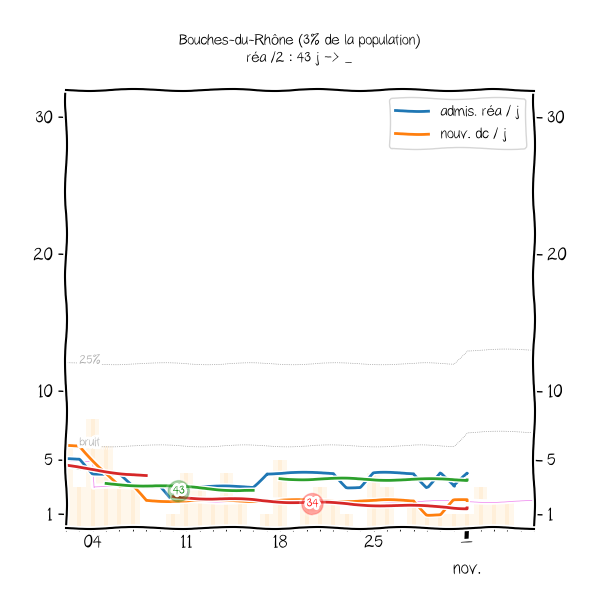 Bouches-du-Rhône (3% de la population)
réa /2 : 43 j -> _
admis. réa / j
nouv. dc / j
30
30
20
20
25%
10
10
bruit
5
5
43
34
1
1
04
11
18
25
nov.